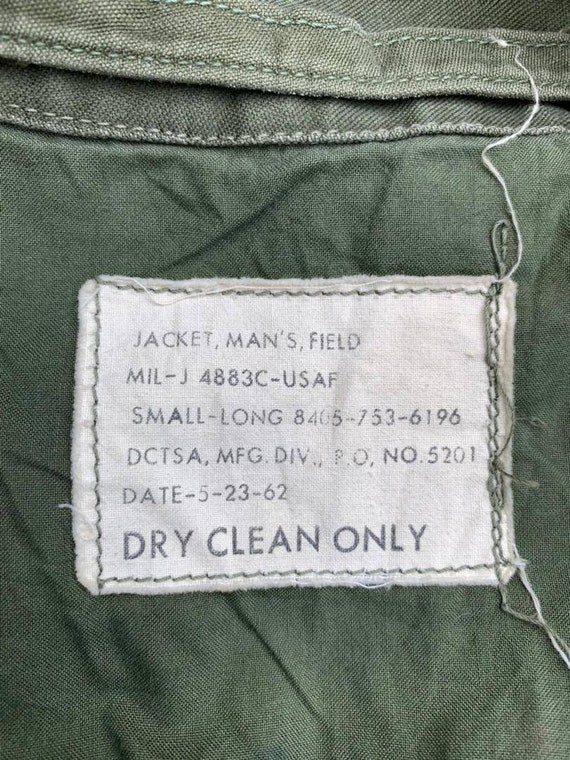 JACKET, MAN'S, FIELD
MIL-J 4883C-USAF
SMALL-LONG 8405-753-6196
DCTSA, MFG. DIV., P.O, NO. 5201
DATE-5-23-62
DRY CLEAN ONLY